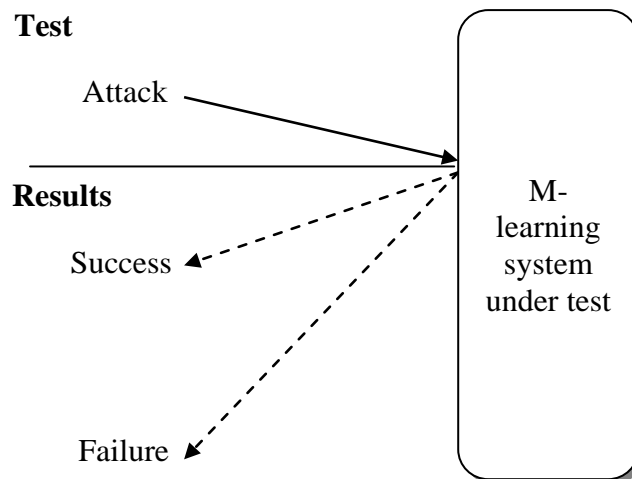 Test
Attack
Results
Success
Failure
M-
learning
system
under test